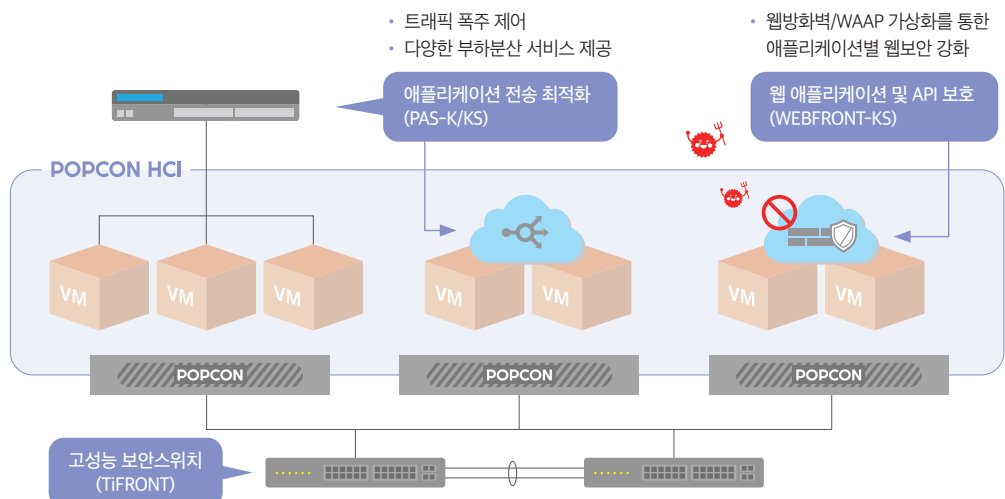 • 트래픽 폭주 제어
• 다양한 부하분산 서비스 제공
• 웹방화벽/WAAP 가상화를 통한
애플리케이션별 웹보안 강화
애플리케이션 전송 최적화
(PAS-K/KS)
웹 애플리케이션 및 API 보호
(WEBFRONT-KS)
POPCON HCI
VM
VM
VM
VM
VM
VM
VM
POPCON
POPCON
POPCON
고성능 보안스위치
(TiFRONT)